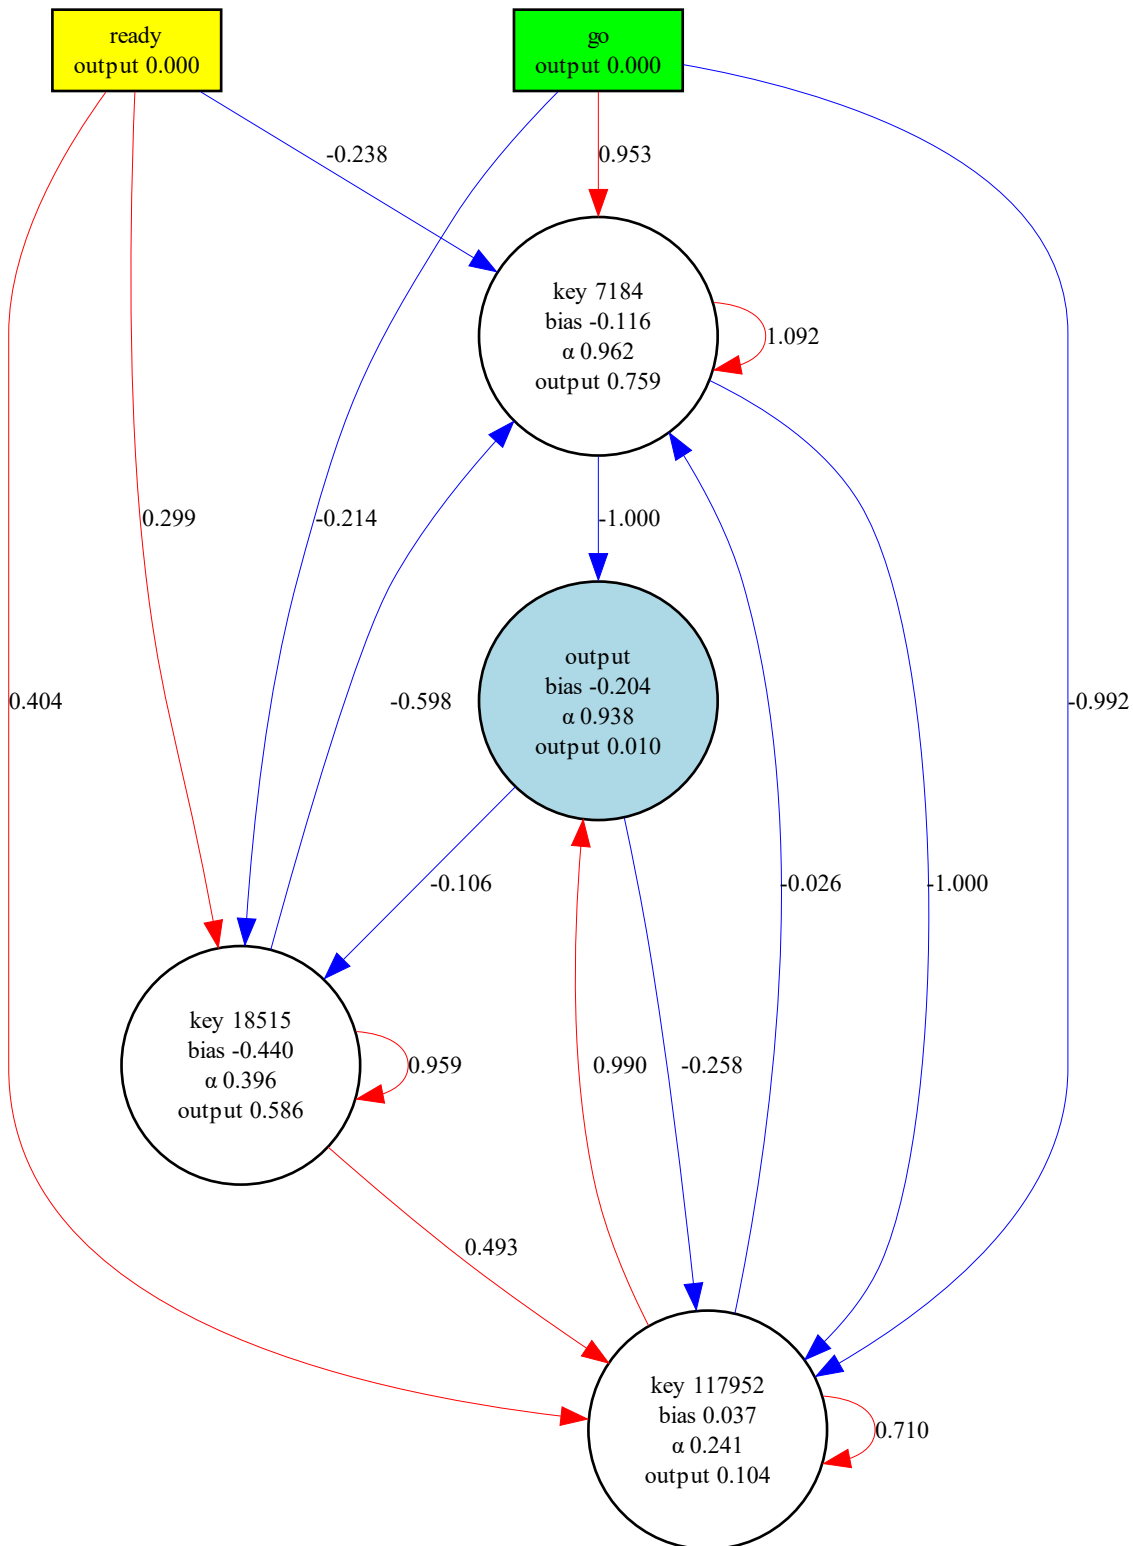 ready
output 0.000
go
output 0.000
-0.238
0.953
key 7184
bias -0.116
α 0.962
output 0.759
1.092
0.299
-0.214
-1.000
output
bias -0.204
α 0.938
output 0.010
0.404
-0.598
-0.992
-0.106
-0.026
-1.000
key 18515
bias -0.440
α 0.396
output 0.586
0.959
0.990
-0.258
0.493
key 117952
bias 0.037
α 0.241
output 0.104
0.710